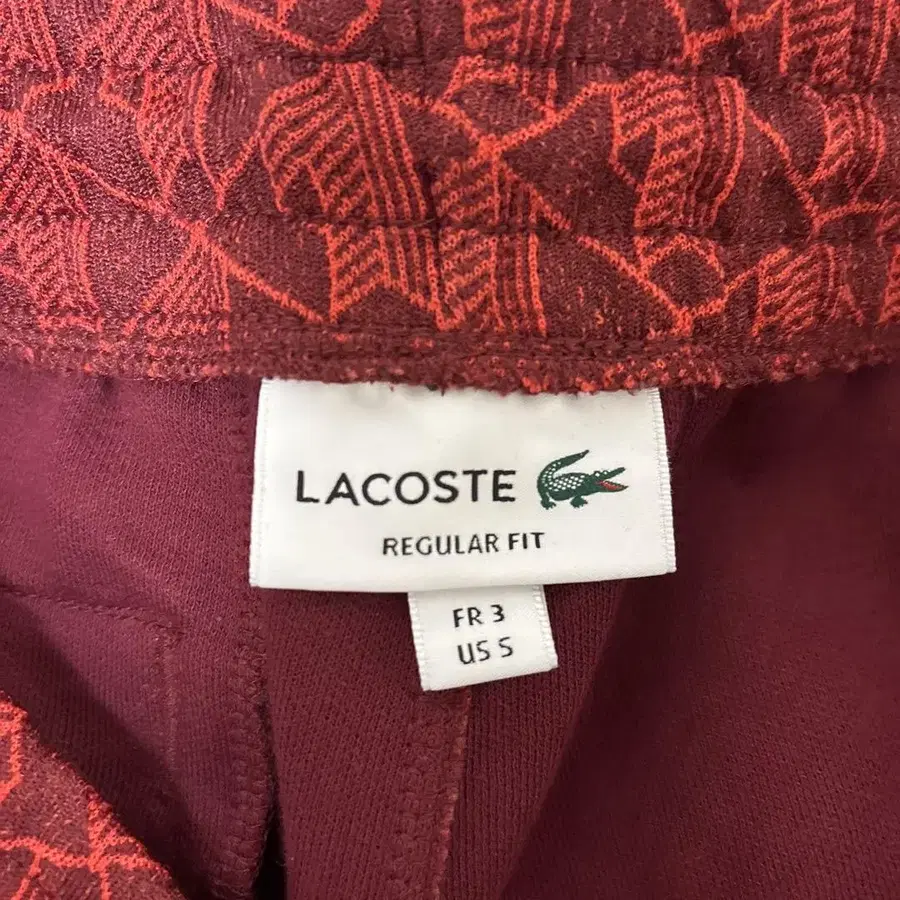 LACOSTE
REGULAR FIT
FR 3
US S